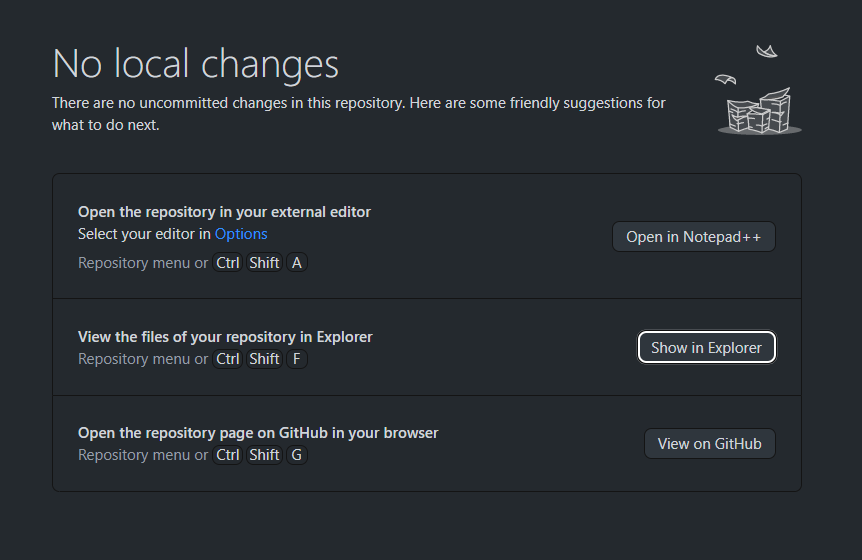 No local changes
There are no uncommitted changes in this repository. Here are some friendly suggestions for
what to do next.
Open the repository in your external editor
Select your editor in Options
Repository menu or Ctrl Shift A
Open in Notepad++
View the files of your repository in Explorer
Repository menu or Ctrl Shift F
Show in Explorer
Open the repository page on GitHub in your browser
Repository menu or Ctrl Shift G
View on GitHub